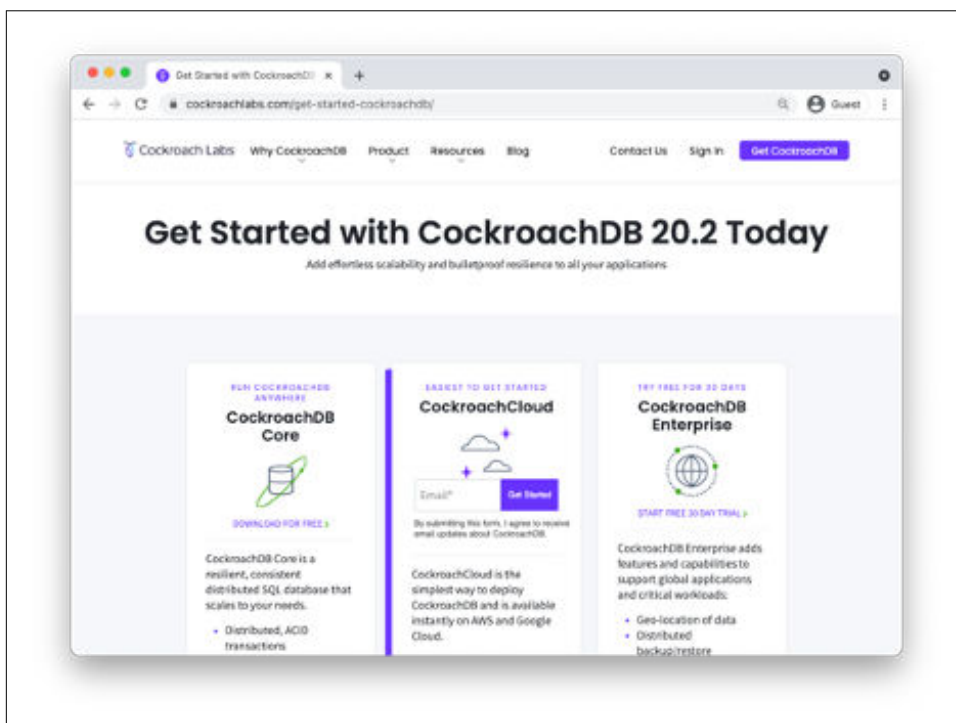 Get Started with CockroachDB
cockroachlabs.com/get-started-cockroachdb/
Guest
Cockroach Labs Why CockroachDB Product Resources Blog Contact Us Sign In Get CockroachDB
Get Started with CockroachDB 20.2 Today
Add effortless scalability and bulletproof resilience to all your applications
RUN COCKROACHDB
ANYWHERE
CockroachDB
Core
DOWNLOAD FOR FREE
CockroachDB Core is a
resilient, consistent
distributed SQL database that
scales to your needs.
• Distributed, ACID
transactions
EASIEST TO GET STARTED
CockroachCloud
Email* Get Started
By submitting this form, I agree to receive
email updates about CockroachDB.
CockroachCloud is the
simplest way to deploy
CockroachDB and is available
instantly on AWS and Google
Cloud.
TRY FREE FOR 30 DAYS
CockroachDB
Enterprise
START FREE 30 DAY TRIAL
CockroachDB Enterprise adds
features and capabilities to
support global applications
and critical workloads:
• Geo-location of data
• Distributed
backup/restore